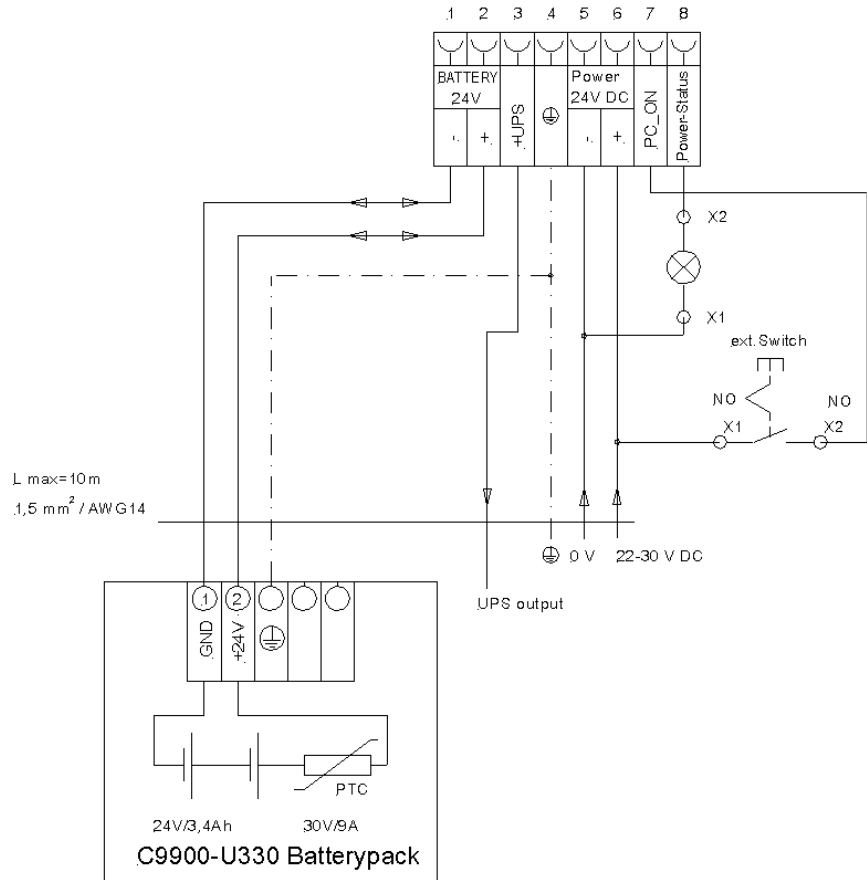 1 2 3 4 5 6 7 8
BATTERY
24V
- +
+UPS
Power
24V DC
- +
PC_ON
Power-Status
X2
X1
ext.Switch
NO NO
X1 X2
L max=10m
1,5 mm² / AWG14
0 V 22-30 V DC
UPS output
1 2
GND
+24V
PTC
24V/3,4Ah 30V/9A
C9900-U330 Batterypack